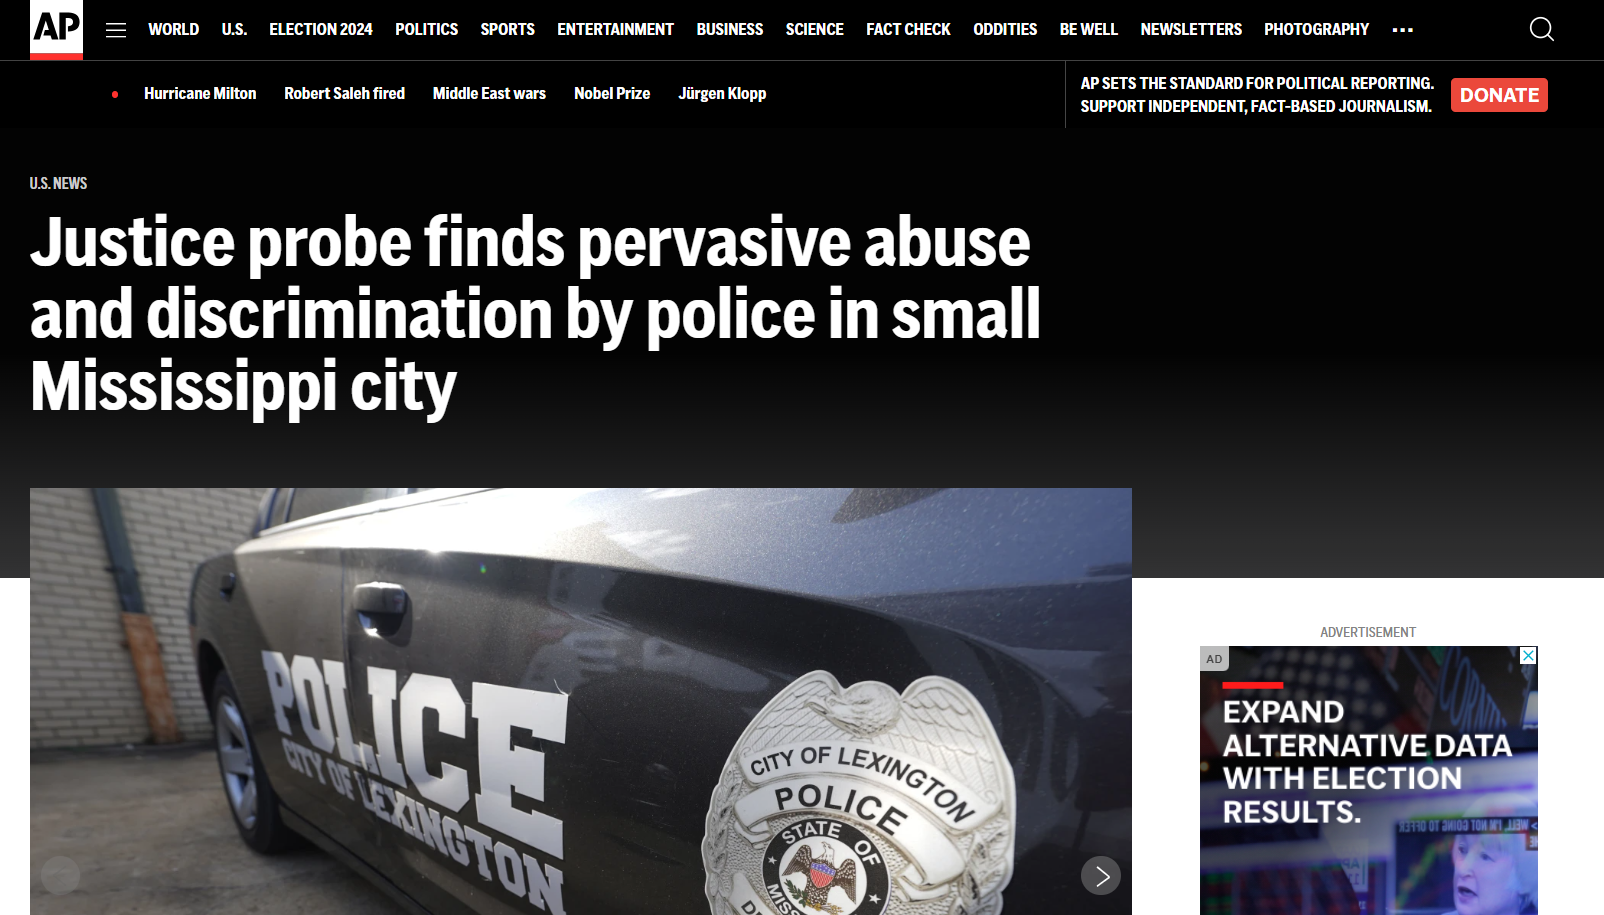 AP
WORLD U.S. ELECTION 2024 POLITICS SPORTS ENTERTAINMENT BUSINESS SCIENCE FACT CHECK ODDITIES BE WELL NEWSLETTERS PHOTOGRAPHY ...
Hurricane Milton Robert Saleh fired Middle East wars Nobel Prize Jürgen Klopp
AP SETS THE STANDARD FOR POLITICAL REPORTING.
SUPPORT INDEPENDENT, FACT-BASED JOURNALISM.
DONATE
U.S. NEWS
Justice probe finds pervasive abuse
and discrimination by police in small
Mississippi city
POLICE
CITY OF LEXINGTON
CITY OF LEXINGTON
POLICE
STATE OF
ADVERTISEMENT
AD
EXPAND
ALTERNATIVE DATA
WITH ELECTION
RESULTS.